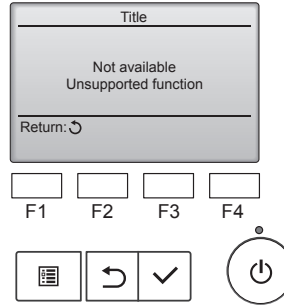 Title
Not available
Unsupported function
Return:
F1 F2 F3 F4